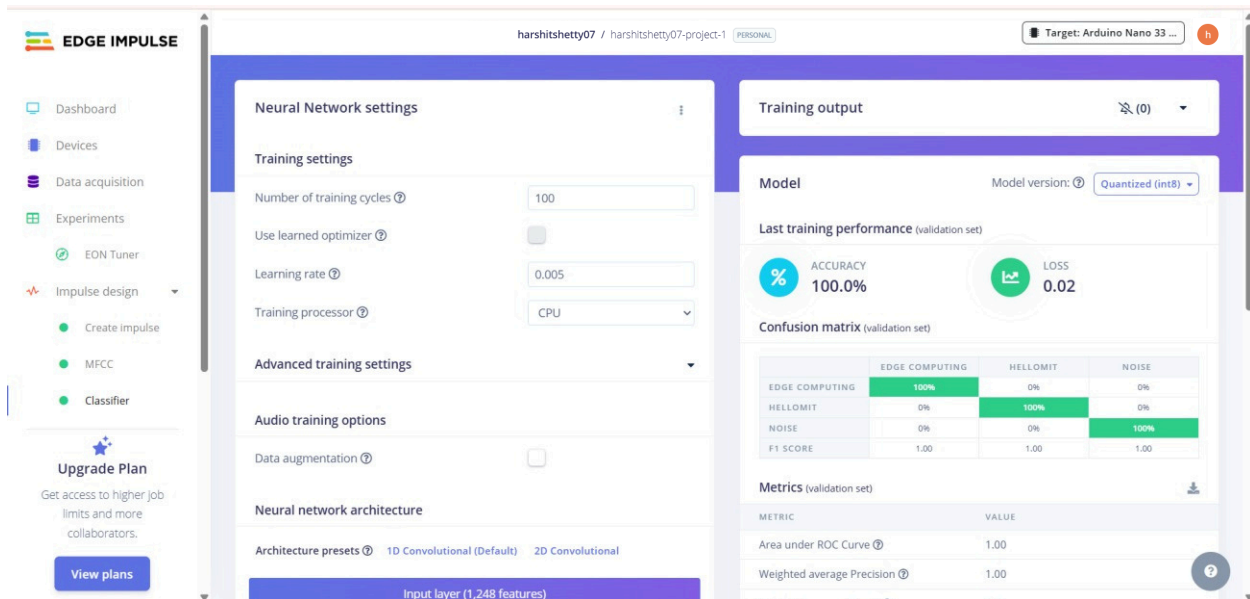 EDGE IMPULSE
harshitshetty07 / harshitshetty07-project-1 PERSONAL
Target: Arduino Nano 33 ...
h
Dashboard
Devices
Data acquisition
Experiments
EON Tuner
Impulse design
Create impulse
MFCC
Classifier
Upgrade Plan
Get access to higher job
limits and more
collaborators.
View plans
Neural Network settings
Training settings
Number of training cycles ?
100
Use learned optimizer ?
Learning rate ?
0.005
Training processor ?
CPU
Advanced training settings
Audio training options
Data augmentation ?
Neural network architecture
Architecture presets ? 1D Convolutional (Default) 2D Convolutional
Input layer (1,248 features)
Training output
(0)
Model
Model version: ? Quantized (int8)
Last training performance (validation set)
%
ACCURACY
100.0%
LOSS
0.02
Confusion matrix (validation set)
EDGE COMPUTING HELLOMIT NOISE
EDGE COMPUTING 100% 0% 0%
HELLOMIT 0% 100% 0%
NOISE 0% 0% 100%
F1 SCORE 1.00 1.00 1.00
Metrics (validation set)
METRIC VALUE
Area under ROC Curve ? 1.00
Weighted average Precision ? 1.00
?